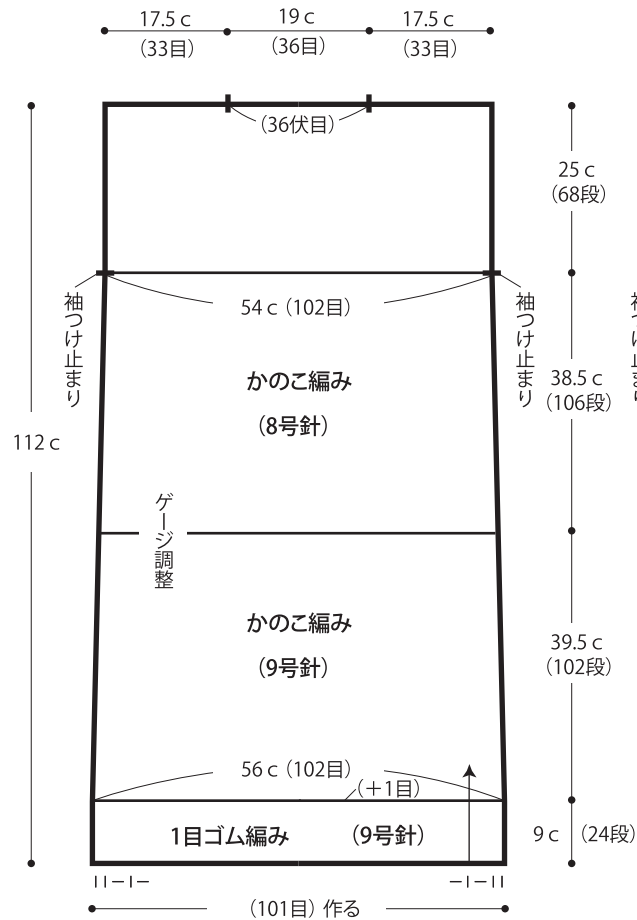 17.5 c
(33目)
19 c
(36目)
17.5 c
(33目)
(36伏目)
25 c
(68段)
袖つけ止まり
54 c (102目)
袖つけ止まり
かのこ編み
(8号針)
38.5 c
(106段)
112 c
ゲージ調整
かのこ編み
(9号針)
39.5 c
(102段)
56 c (102目)
(+1目)
1目ゴム編み (9号針)
9 c (24段)
| | − | −
− | − | |
(101目) 作る